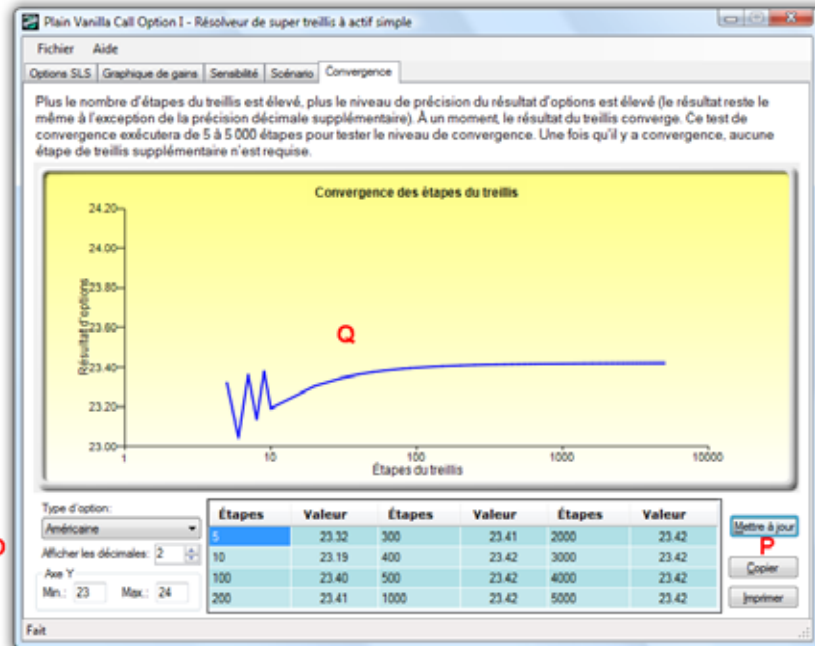 Plain Vanilla Call Option I - Résolveur de super treillis à actif simple
Fichier Aide
Options SLS Graphique de gains Sensibilité Scénario Convergence
Plus le nombre d'étapes du treillis est élevé, plus le niveau de précision du résultat d'options est élevé (le résultat reste le
même à l'exception de la précision décimale supplémentaire). À un moment, le résultat du treillis converge. Ce test de
convergence exécutera de 5 à 5 000 étapes pour tester le niveau de convergence. Une fois qu'il y a convergence, aucune
étape de treillis supplémentaire n'est requise.
Convergence des étapes du treillis
24.20
24.00
23.80
23.60
23.40
23.20
23.00
Résultat d'options
Q
1 10 100 1000 10000
Étapes du treillis
Type d'option:
Américaine
Afficher les décimales: 2
Axe Y
Min.: 23 Max.: 24
Étapes Valeur Étapes Valeur Étapes Valeur
5 23.32 300 23.41 2000 23.42
10 23.19 400 23.42 3000 23.42
100 23.40 500 23.42 4000 23.42
200 23.41 1000 23.42 5000 23.42
Mettre à jour
P
Copier
Imprimer
Fait